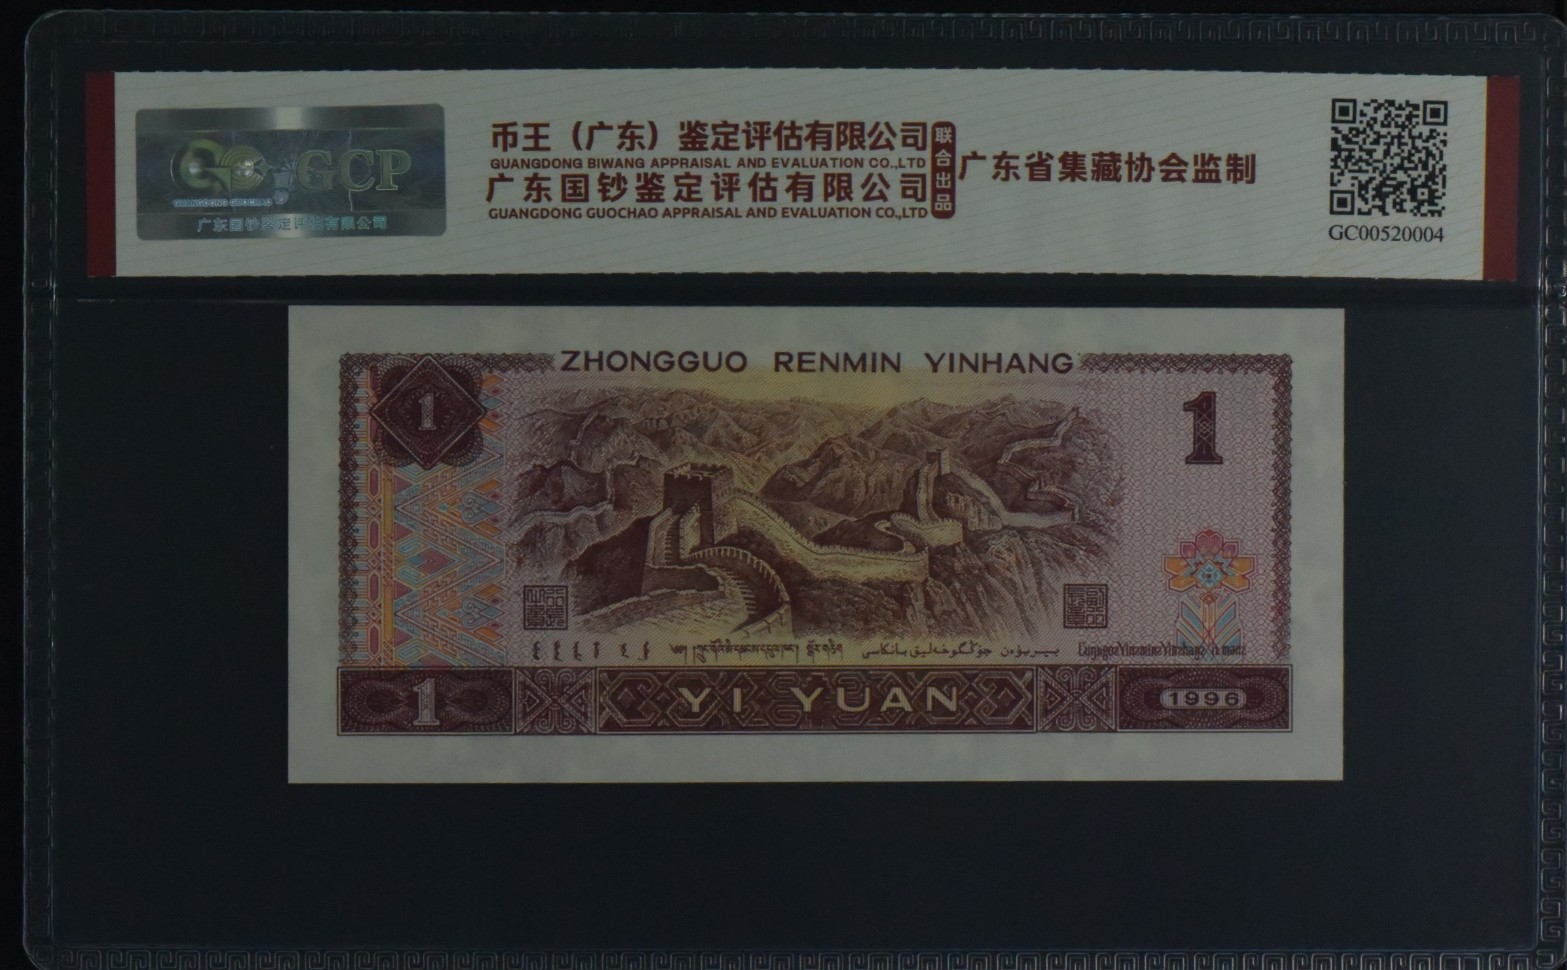 GCP
GUANGDONG GUOCHAO
广东国钞鉴定评估有限公司
币王（广东）鉴定评估有限公司
GUANGDONG BIWANG APPRAISAL AND EVALUATION CO.,LTD
广东国钞鉴定评估有限公司
GUANGDONG GUOCHAO APPRAISAL AND EVALUATION CO.,LTD
联合出品
广东省集藏协会监制
GC00520004
ZHONGGUO RENMIN YINHANG
1
1
1
YI YUAN
1996